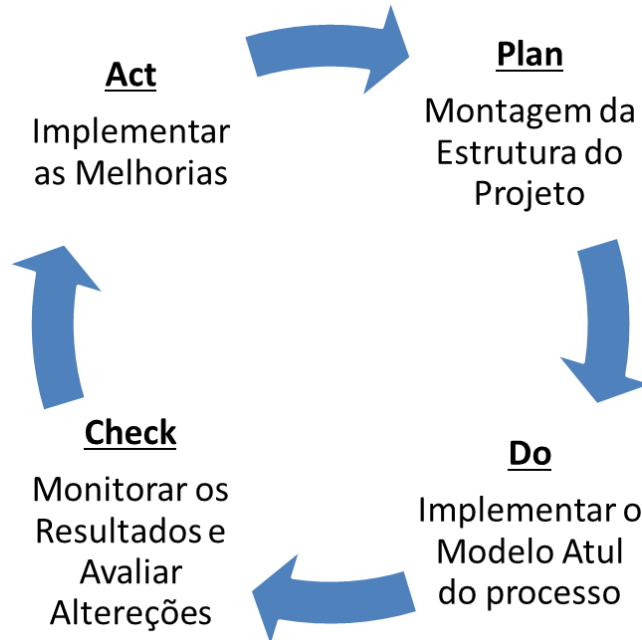 Act
Implementar
as Melhorias
Plan
Montagem da
Estrutura do
Projeto
Do
Implementar o
Modelo Atul
do processo
Check
Monitorar os
Resultados e
Avaliar
Altereções